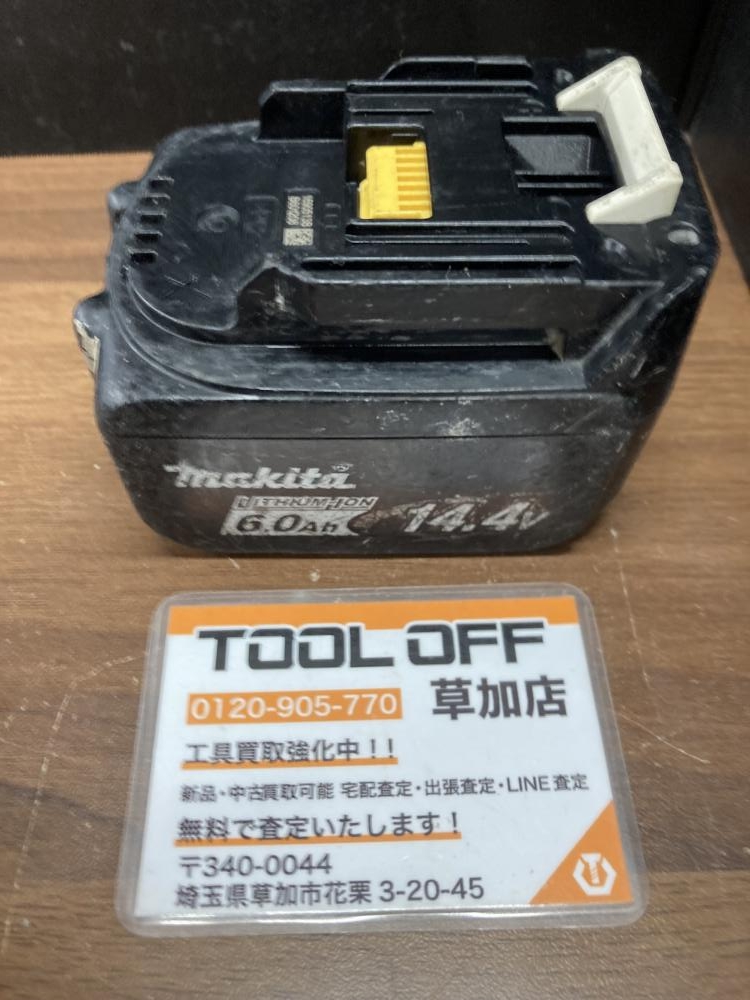 makita
LITHIUM-ION
6.0Ah 14.4V
TOOL OFF
0120-905-770 草加店
工具買取強化中!!
新品・中古買取可能 宅配査定・出張査定・LINE査定
無料で査定いたします!
〒340-0044
埼玉県草加市花栗3-20-45